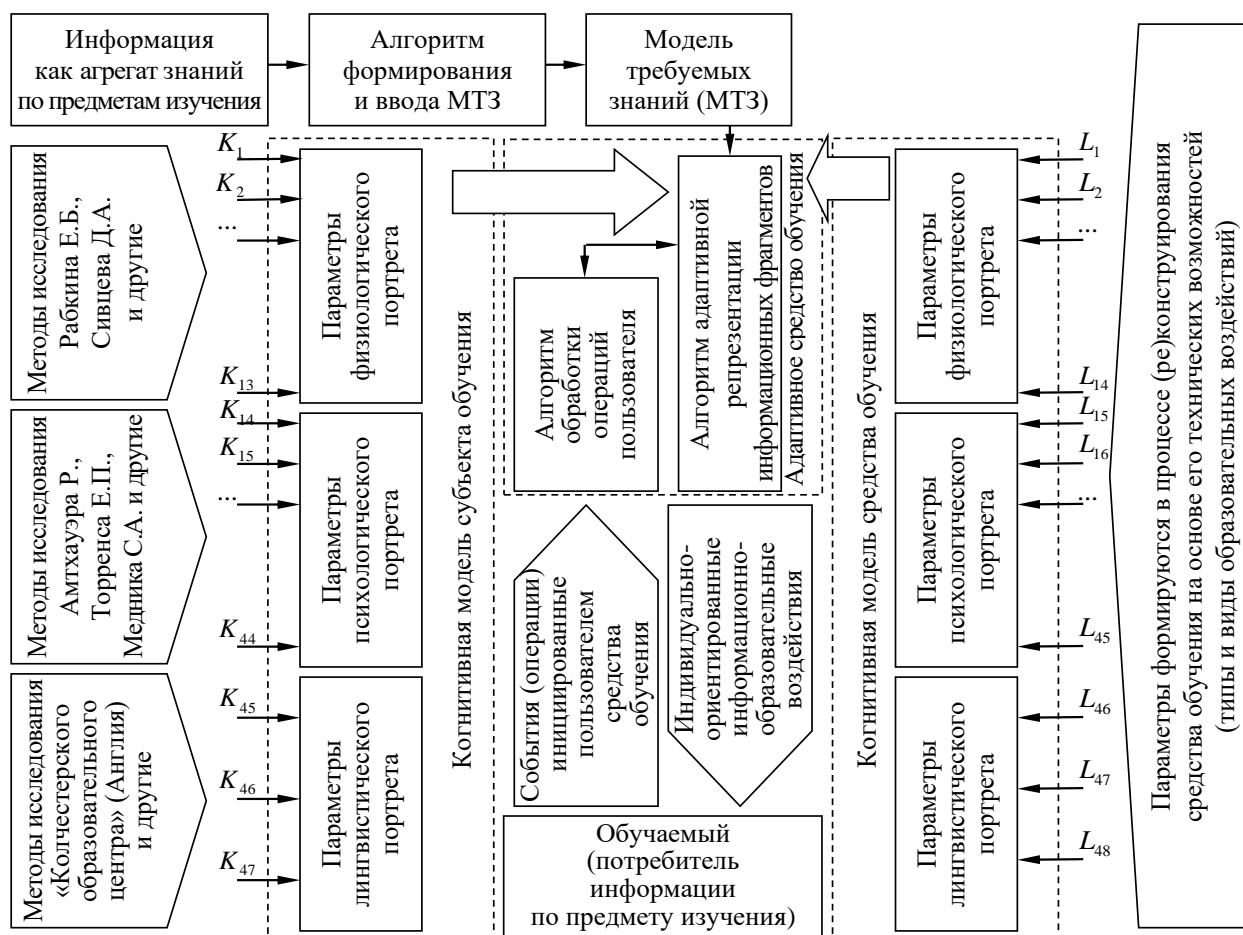 Информация
как агрегат знаний
по предметам изучения
Алгоритм
формирования
и ввода МТЗ
Модель
требуемых
знаний (МТЗ)
Методы исследования
Рабкина Е.Б.,
Сивцева Д.А.
и другие
Методы исследования
Амтхауэра Р.,
Торренса Е.П.,
Медника С.А. и другие
Методы исследования
«Колчестерского
образовательного
центра» (Англия)
и другие
K1
K2
...
K13
K14
K15
...
K44
K45
K46
K47
Параметры
физиологического
портрета
Параметры
психологического
портрета
Параметры
лингвистического
портрета
Когнитивная модель субъекта обучения
Алгоритм
обработки
операций
пользователя
Алгоритм адаптивной
репрезентации
информационных фрагментов
Адаптивное средство обучения
События (операции)
инициированные
пользователем
средства
обучения
Индивидуально-
ориентированные
информационно-
образовательные
воздействия
Обучаемый
(потребитель
информации
по предмету изучения)
Когнитивная модель средства обучения
Параметры
физиологического
портрета
Параметры
психологического
портрета
Параметры
лингвистического
портрета
L1
L2
...
L14
L15
L16
...
L45
L46
L47
L48
Параметры формируются в процессе (ре)конструирования
средства обучения на основе его технических возможностей
(типы и виды образовательных воздействий)